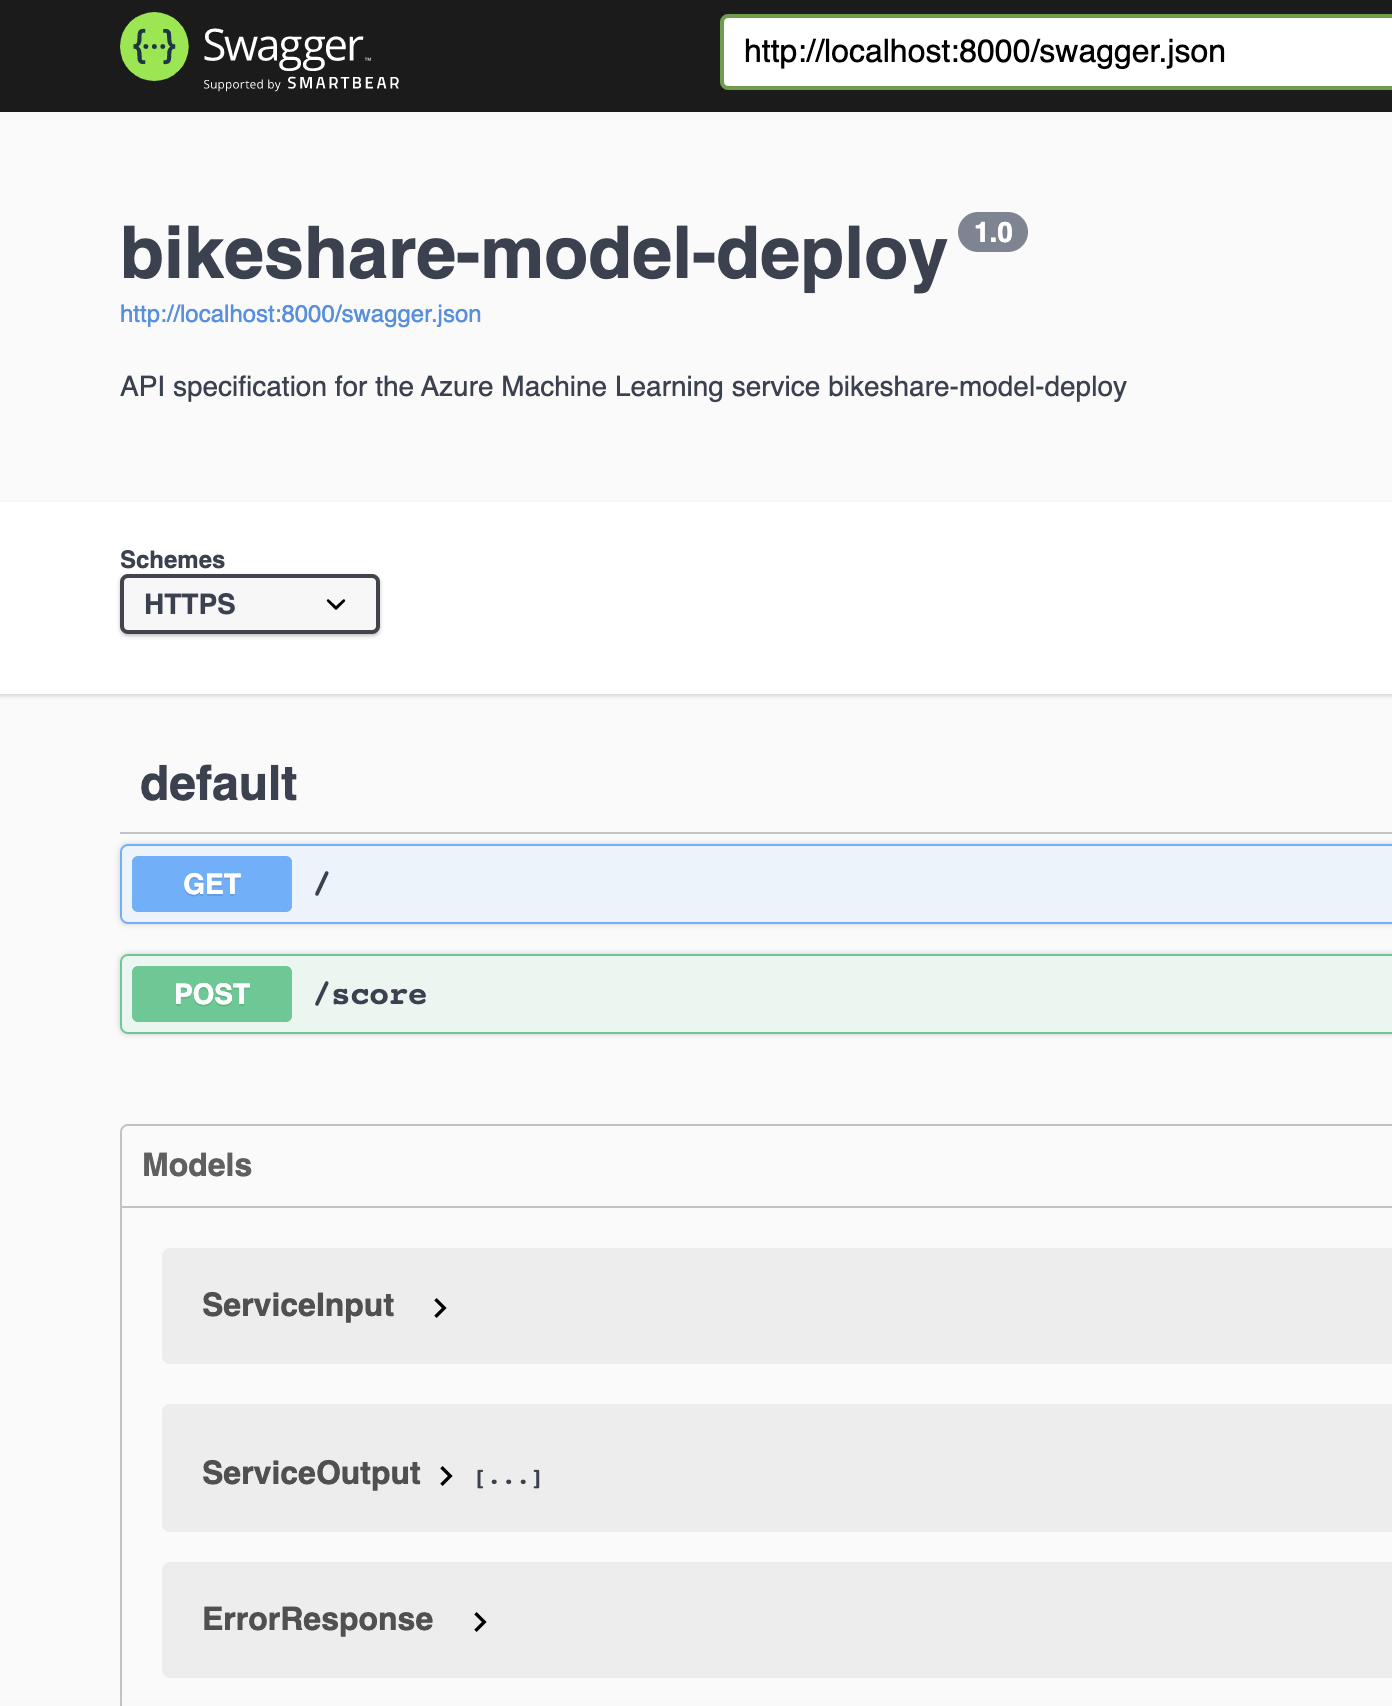 {···} Swagger™
Supported by SMARTBEAR
http://localhost:8000/swagger.json
bikeshare-model-deploy 1.0
http://localhost:8000/swagger.json
API specification for the Azure Machine Learning service bikeshare-model-deploy
Schemes
HTTPS
default
GET /
POST /score
Models
ServiceInput >
ServiceOutput > [...]
ErrorResponse >